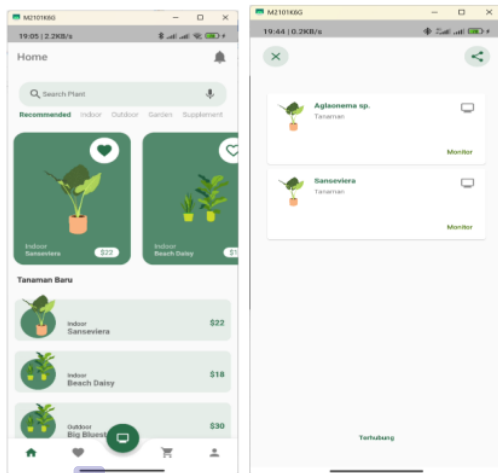 M2101K6G
19:05 | 2.2KB/s
Home
Search Plant
Recommended Indoor Outdoor Garden Supplement
Indoor
Sanseviera
$22
Indoor
Beach Daisy
Tanaman Baru
Indoor
Sanseviera
$22
Indoor
Beach Daisy
$18
Outdoor
Big Bluest
$30
M2101K6G
19:44 | 0.2KB/s
Aglaonema sp.
Tanaman
Monitor
Sanseviera
Tanaman
Monitor
Terhubung